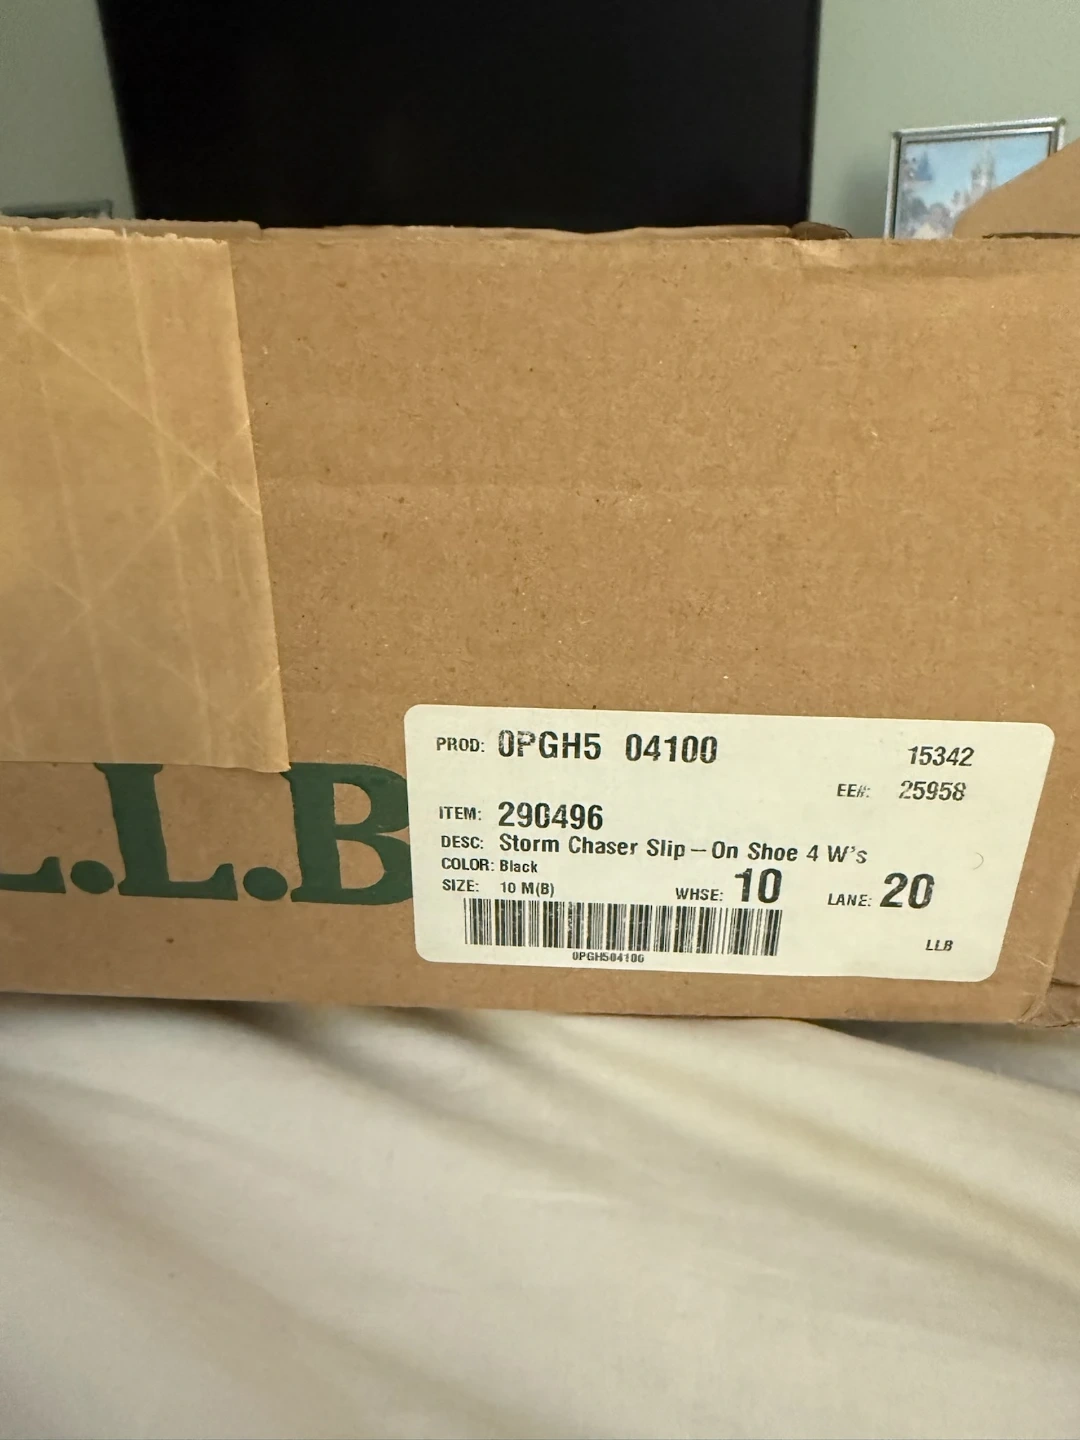 L.L.B
PROD: 0PGH5 04100
15342
EE#: 25958
ITEM: 290496
DESC: Storm Chaser Slip-On Shoe 4 W's
COLOR: Black
SIZE: 10 M(B)
WHSE: 10
LANE: 20
0PGH504100
LLB